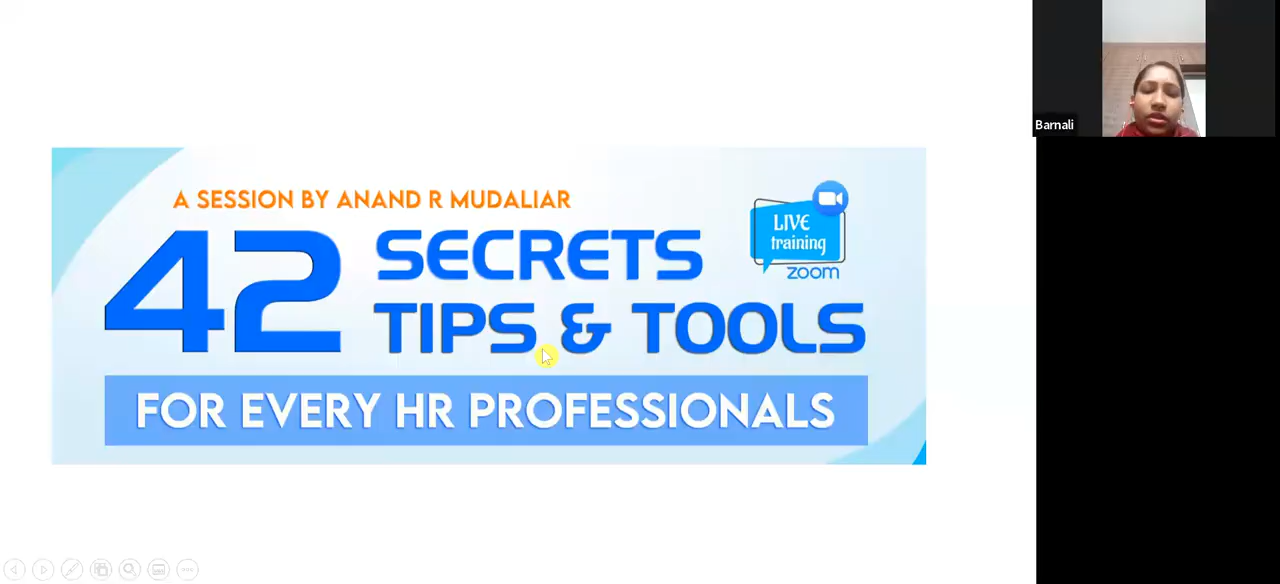 A SESSION BY ANAND R MUDALIAR
42 SECRETS
TIPS & TOOLS
FOR EVERY HR PROFESSIONALS
LIVE
training
zoom
Barnali